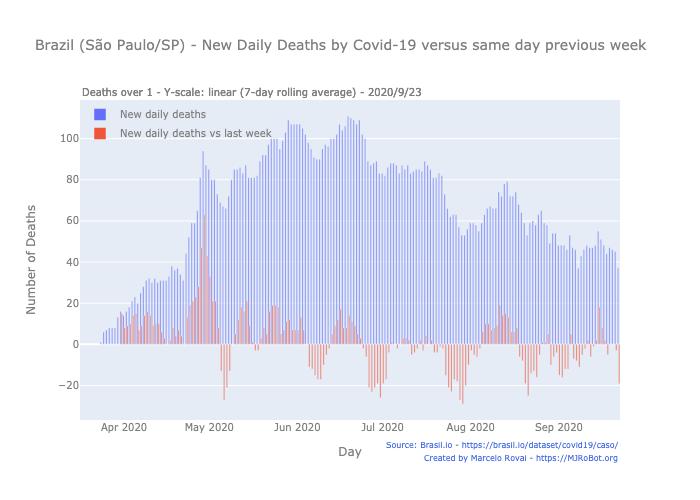 Brazil (São Paulo/SP) - New Daily Deaths by Covid-19 versus same day previous week
Deaths over 1 - Y-scale: linear (7-day rolling average) - 2020/9/23
New daily deaths
New daily deaths vs last week
100
80
60
40
20
0
−20
Number of Deaths
Apr 2020 May 2020 Jun 2020 Jul 2020 Aug 2020 Sep 2020
Day
Source: Brasil.io - https://brasil.io/dataset/covid19/caso/
Created by Marcelo Rovai - https://MJRoBot.org